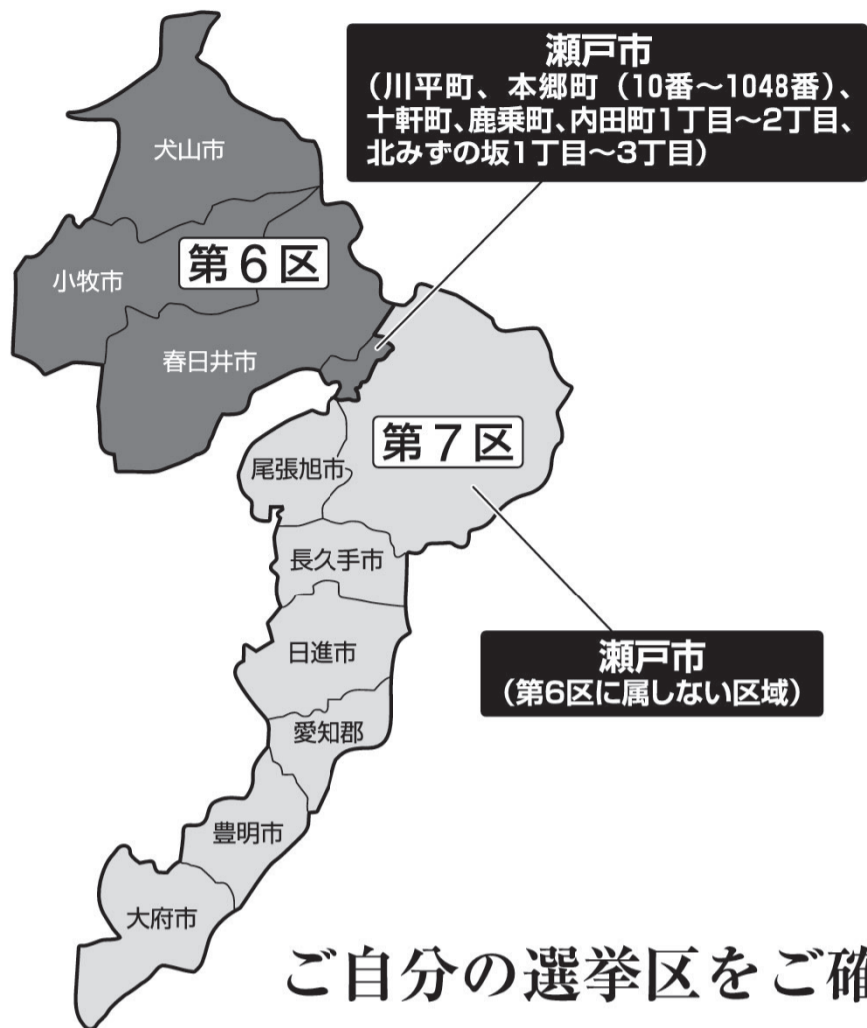 瀬戸市
（川平町、本郷町（10番～1048番）、
十軒町、鹿乗町、内田町1丁目～2丁目、
北みずの坂1丁目～3丁目）
犬山市
第6区
小牧市
春日井市
第7区
尾張旭市
長久手市
日進市
瀬戸市
（第6区に属しない区域）
愛知郡
豊明市
大府市
ご自分の選挙区をご確